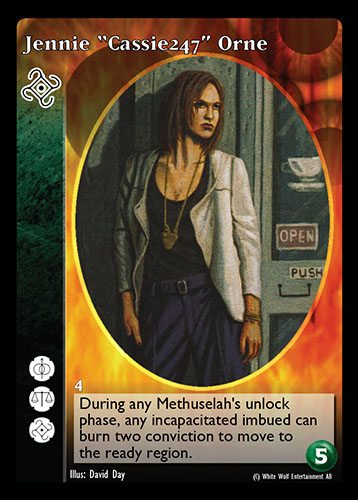 Jennie "Cassie247" Orne
OPEN
PUSH
4
During any Methuselah's unlock
phase, any incapacitated imbued can
burn two conviction to move to
the ready region.
5
Illus: David Day
(C) White Wolf Entertainment AB